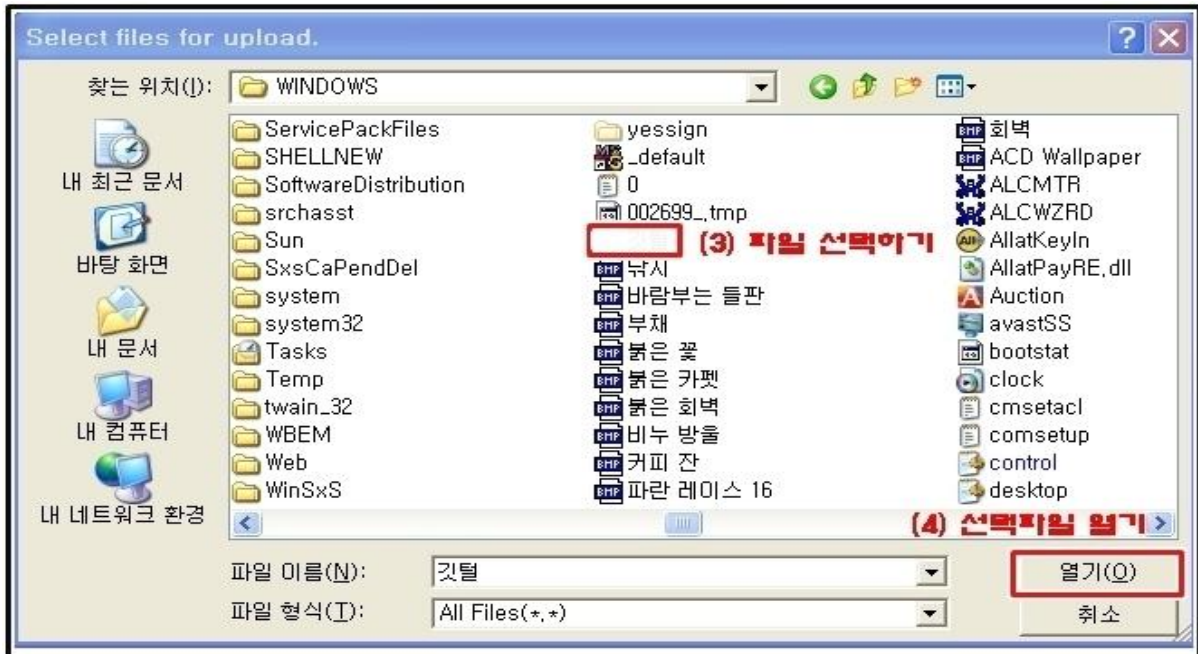 Select files for upload.
찾는 위치(I):
WINDOWS
내 최근 문서
바탕 화면
내 문서
내 컴퓨터
내 네트워크 환경
ServicePackFiles
SHELLNEW
SoftwareDistribution
srchasst
Sun
SxsCaPendDel
system
system32
Tasks
Temp
twain_32
WBEM
Web
WinSxS
yessign
_default
0
002699_.tmp
(3) 파일 선택하기
낚시
바람부는 들판
부채
붉은 꽃
붉은 카펫
붉은 회벽
비누 방울
커피 잔
파란 레이스 16
회벽
ACD Wallpaper
ALCMTR
ALCWZRD
AllatKeyIn
AllatPayRE.dll
Auction
avastSS
bootstat
clock
cmsetacl
comsetup
control
desktop
(4) 선택파일 열기
파일 이름(N):
깃털
열기(O)
파일 형식(T):
All Files(*.*)
취소